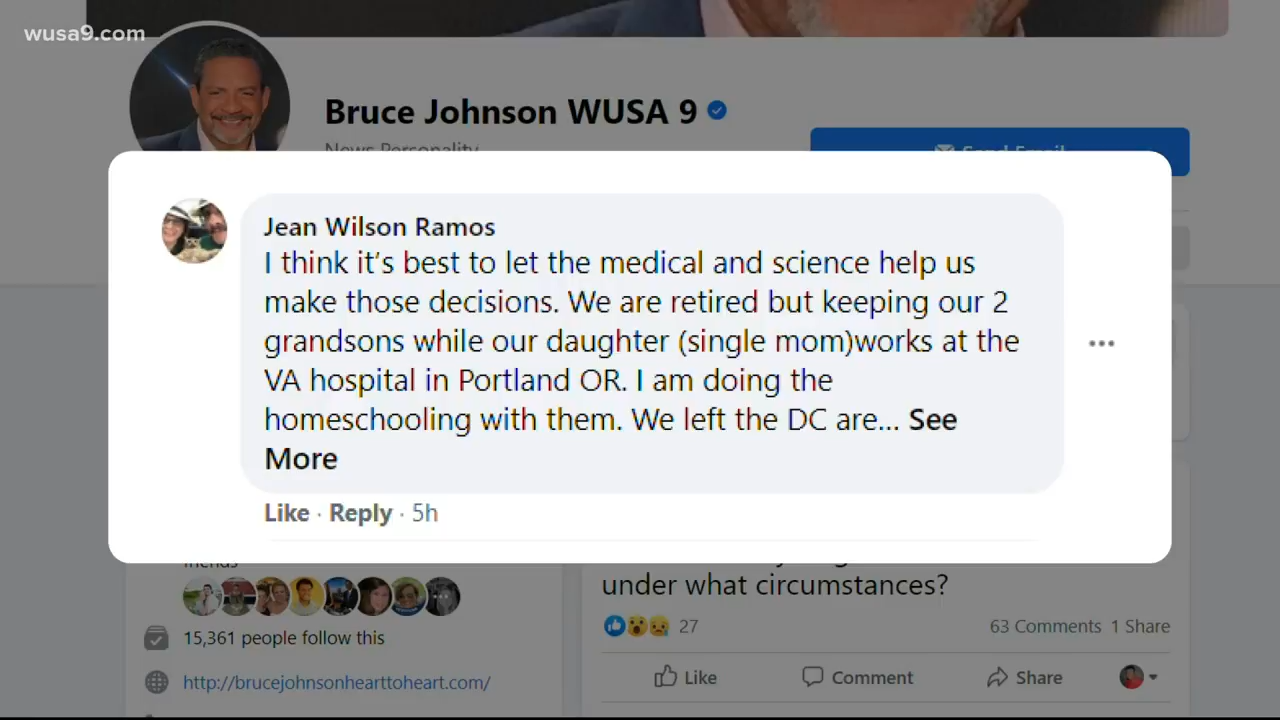 wusa9.com
Bruce Johnson WUSA 9
News Personality
Send Email
Jean Wilson Ramos
I think it's best to let the medical and science help us
make those decisions. We are retired but keeping our 2
grandsons while our daughter (single mom)works at the
VA hospital in Portland OR. I am doing the
homeschooling with them. We left the DC are... See
More
Like · Reply · 5h
friends
under what circumstances?
27
63 Comments 1 Share
15,361 people follow this
http://brucejohnsonhearttoheart.com/
Like Comment Share